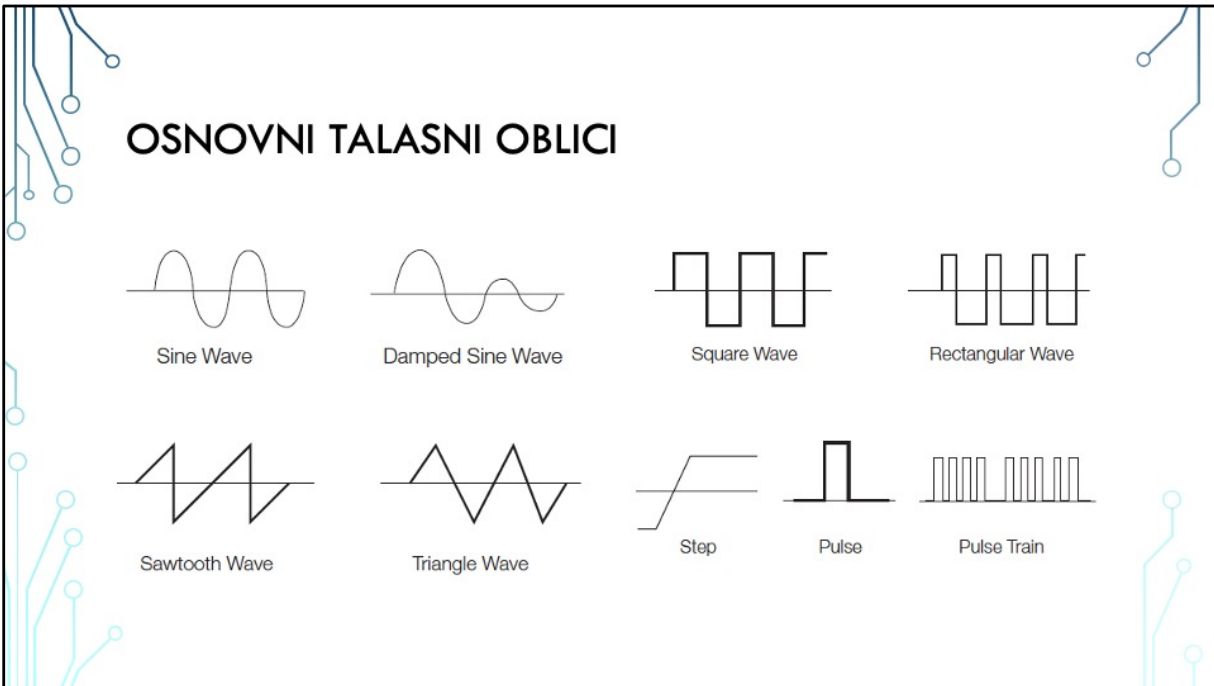 OSNOVNI TALASNI OBLICI
Sine Wave
Damped Sine Wave
Square Wave
Rectangular Wave
Sawtooth Wave
Triangle Wave
Step
Pulse
Pulse Train